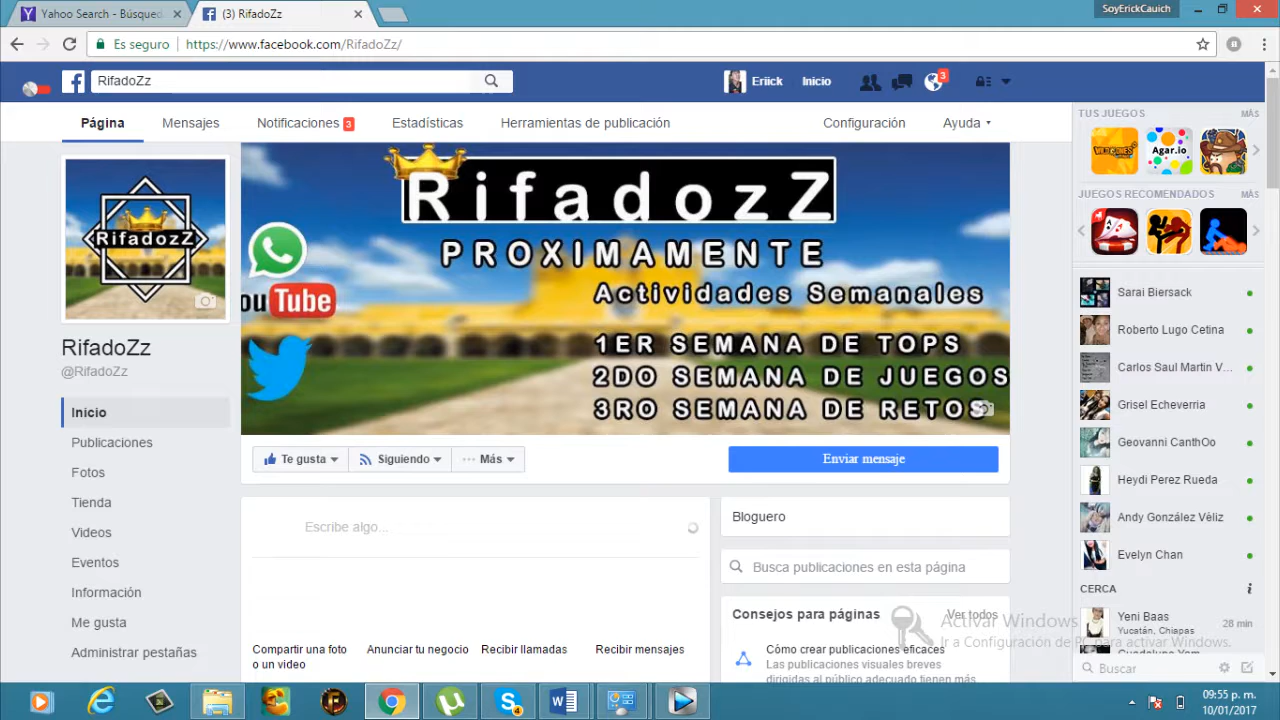 SoyErickCauich
Yahoo Search - Búsqued
(3) RifadoZz
Es seguro
https://www.facebook.com/RifadoZz/
RifadoZz
Eriick
Inicio
3
Página
Mensajes
Notificaciones 3
Estadísticas
Herramientas de publicación
Configuración
Ayuda
RifadozZ
PROXIMAMENTE
Actividades Semanales
1ER SEMANA DE TOPS
2DO SEMANA DE JUEGOS
3RO SEMANA DE RETOS
ouTube
RifadozZ
RifadoZz
@RifadoZz
Inicio
Publicaciones
Fotos
Tienda
Videos
Eventos
Información
Me gusta
Administrar pestañas
Te gusta
Siguiendo
Más
Enviar mensaje
Escribe algo...
Compartir una foto
o un video
Anunciar tu negocio
Recibir llamadas
Recibir mensajes
Bloguero
Busca publicaciones en esta página
Consejos para páginas
Ver todos
Cómo crear publicaciones eficaces
Las publicaciones visuales breves
dirigidas al público adecuado tienen más
TUS JUEGOS
MÁS
Agar.io
JUEGOS RECOMENDADOS
MÁS
Sarai Biersack
Roberto Lugo Cetina
Carlos Saul Martin V...
Grisel Echeverria
Geovanni CanthOo
Heydi Perez Rueda
Andy González Véliz
Evelyn Chan
CERCA
Yeni Baas
Yucatán, Chiapas
28 min
Buscar
Activar Windows
Ir a Configuración de PC para activar Windows.
09:55 p. m.
10/01/2017